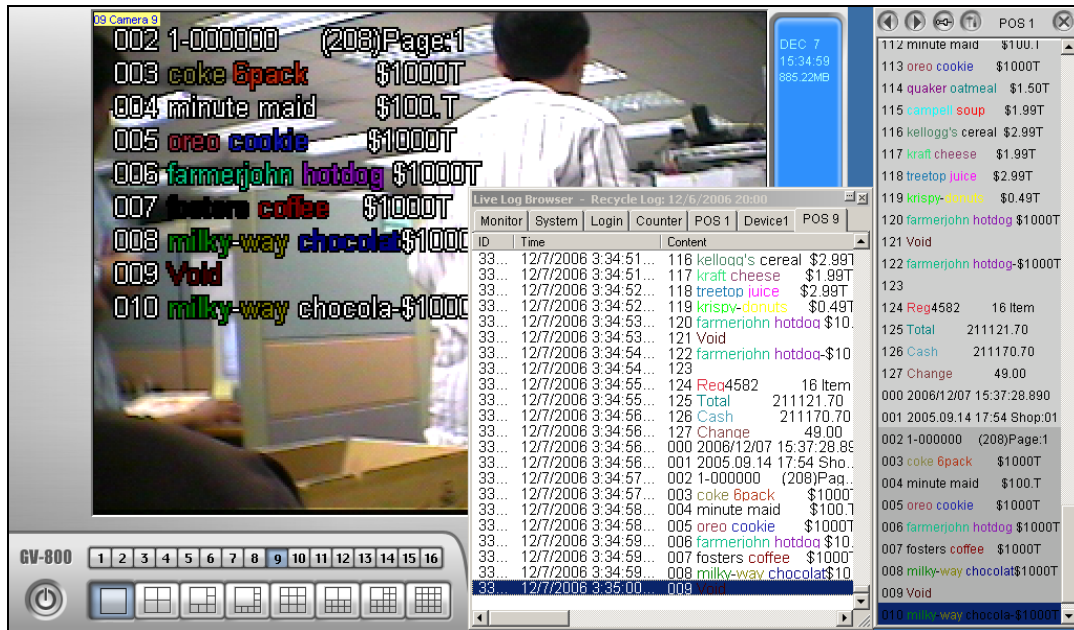 09 Camera 9
002 1-000000 (208)Page:1
003 coke 6pack $1000T
004 minute maid $100.T
005 oreo cookie $1000T
006 farmerjohn hotdog $1000T
007 fosters coffee $1000T
008 milky-way chocolat$1000
009 Void
010 milky-way chocola-$1000
DEC 7
15:34:59
885.22MB
Live Log Browser - Recycle Log: 12/6/2006 20:00
Monitor System Login Counter POS 1 Device1 POS 9
ID Time Content
33... 12/7/2006 3:34:51... 116 kellogg's cereal $2.99T
33... 12/7/2006 3:34:51... 117 kraft cheese $1.99T
33... 12/7/2006 3:34:52... 118 treetop juice $2.99T
33... 12/7/2006 3:34:52... 119 krispy-donuts $0.49T
33... 12/7/2006 3:34:53... 120 farmerjohn hotdog $10.
33... 12/7/2006 3:34:53... 121 Void
33... 12/7/2006 3:34:54... 122 farmerjohn hotdog-$10
33... 12/7/2006 3:34:54... 123
33... 12/7/2006 3:34:55... 124 Reg4582 16 Item
33... 12/7/2006 3:34:55... 125 Total 211121.70
33... 12/7/2006 3:34:56... 126 Cash 211170.70
33... 12/7/2006 3:34:56... 127 Change 49.00
33... 12/7/2006 3:34:56... 000 2006/12/07 15:37:28.89
33... 12/7/2006 3:34:56... 001 2005.09.14 17:54 Sho..
33... 12/7/2006 3:34:57... 002 1-000000 (208)Pag..
33... 12/7/2006 3:34:57... 003 coke 6pack $1000T
33... 12/7/2006 3:34:58... 004 minute maid $100.T
33... 12/7/2006 3:34:58... 005 oreo cookie $1000T
33... 12/7/2006 3:34:59... 006 farmerjohn hotdog $10.
33... 12/7/2006 3:34:59... 007 fosters coffee $1000T
33... 12/7/2006 3:34:59... 008 milky-way chocolat$10
33... 12/7/2006 3:35:00... 009 Void
POS 1
112 minute maid $100.T
113 oreo cookie $1000T
114 quaker oatmeal $1.50T
115 campell soup $1.99T
116 kellogg's cereal $2.99T
117 kraft cheese $1.99T
118 treetop juice $2.99T
119 krispy-donuts $0.49T
120 farmerjohn hotdog $1000T
121 Void
122 farmerjohn hotdog-$1000T
123
124 Reg4582 16 Item
125 Total 211121.70
126 Cash 211170.70
127 Change 49.00
000 2006/12/07 15:37:28.890
001 2005.09.14 17:54 Shop:01
002 1-000000 (208)Page:1
003 coke 6pack $1000T
004 minute maid $100.T
005 oreo cookie $1000T
006 farmerjohn hotdog $1000T
007 fosters coffee $1000T
008 milky-way chocolat$1000T
009 Void
010 milky way chocola-$1000T
GV-800
1 2 3 4 5 6 7 8 9 10 11 12 13 14 15 16